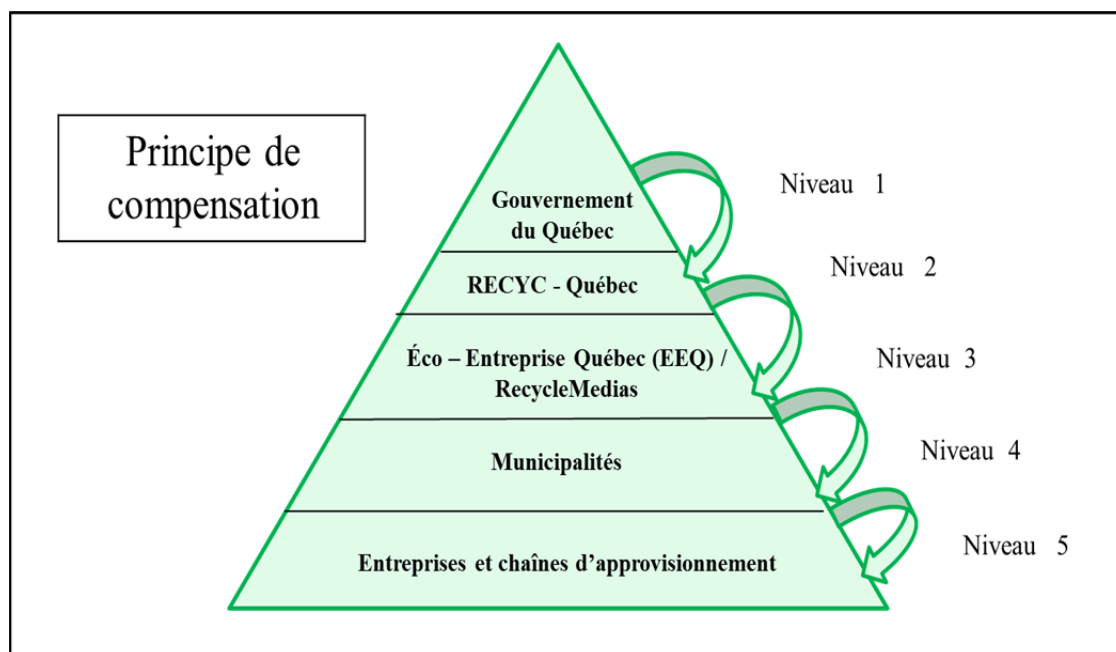 Principe de
compensation
Gouvernement
du Québec
Niveau 1
RECYC - Québec
Niveau 2
Éco – Entreprise Québec (EEQ) /
RecycleMedias
Niveau 3
Municipalités
Niveau 4
Entreprises et chaînes d’approvisionnement
Niveau 5